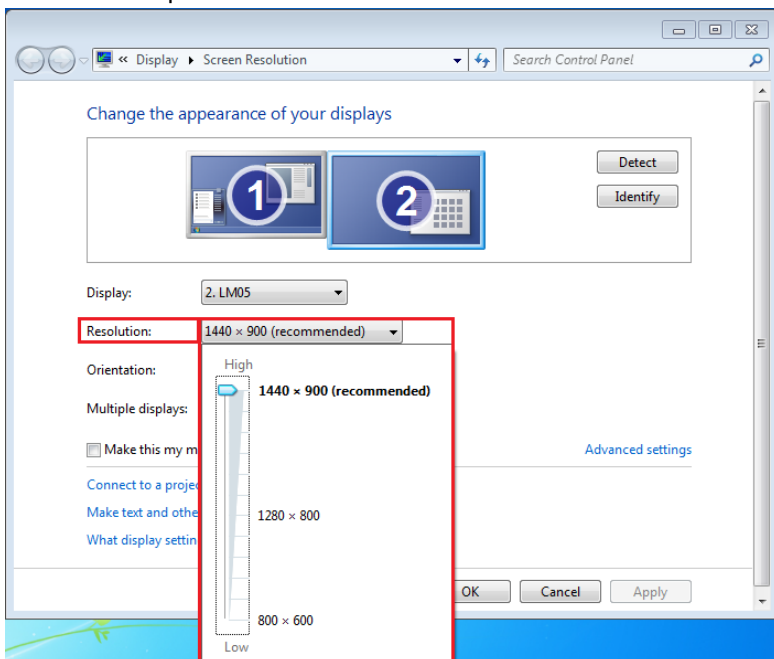 « Display ▸ Screen Resolution Search Control Panel
Change the appearance of your displays
1 2
Detect
Identify
Display: 2. LM05
Resolution: 1440 × 900 (recommended)
Orientation:
High
1440 × 900 (recommended)
Multiple displays:
Make this my m
Advanced settings
Connect to a proje
Make text and othe
1280 × 800
What display settin
OK Cancel Apply
800 × 600
Low